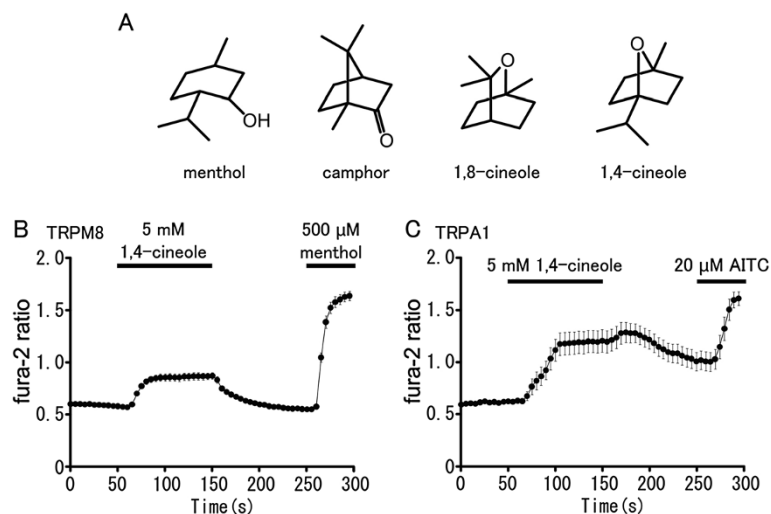 A
OH
O
O
O
menthol
camphor
1,8-cineole
1,4-cineole
B
TRPM8
5 mM
1,4-cineole
500 µM
menthol
fura-2 ratio
2.0
1.5
1.0
0.5
0
0
50
100
150
200
250
300
Time(s)
C
TRPA1
5 mM 1,4-cineole
20 µM AITC
fura-2 ratio
2.0
1.5
1.0
0.5
0
0
50
100
150
200
250
300
Time(s)